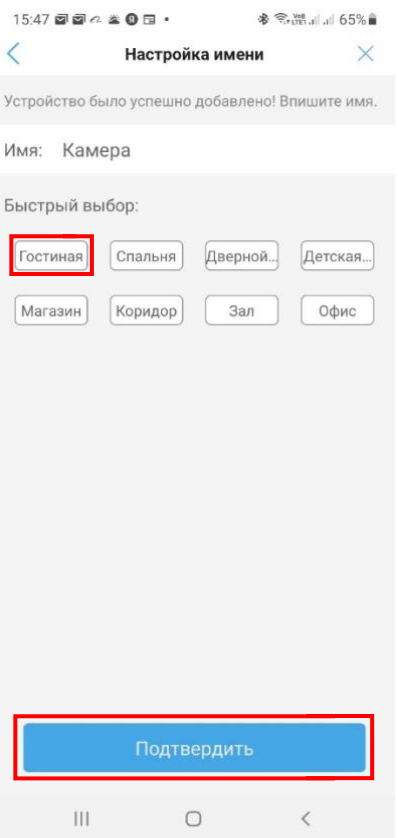 15:47 65%
Настройка имени
Устройство было успешно добавлено! Впишите имя.
Имя: Камера
Быстрый выбор:
Гостиная Спальня Дверной... Детская...
Магазин Коридор Зал Офис
Подтвердить